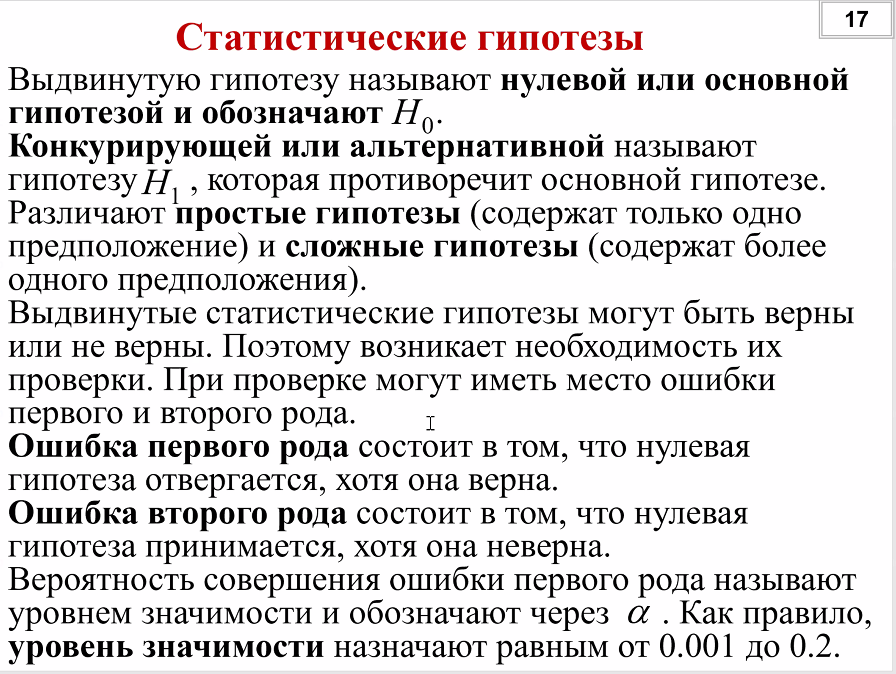 17
Статистические гипотезы
Выдвинутую гипотезу называют нулевой или основной
гипотезой и обозначают H₀.
Конкурирующей или альтернативной называют
гипотезу H₁ , которая противоречит основной гипотезе.
Различают простые гипотезы (содержат только одно
предположение) и сложные гипотезы (содержат более
одного предположения).
Выдвинутые статистические гипотезы могут быть верны
или не верны. Поэтому возникает необходимость их
проверки. При проверке могут иметь место ошибки
первого и второго рода.
Ошибка первого рода состоит в том, что нулевая
гипотеза отвергается, хотя она верна.
Ошибка второго рода состоит в том, что нулевая
гипотеза принимается, хотя она неверна.
Вероятность совершения ошибки первого рода называют
уровнем значимости и обозначают через α . Как правило,
уровень значимости назначают равным от 0.001 до 0.2.